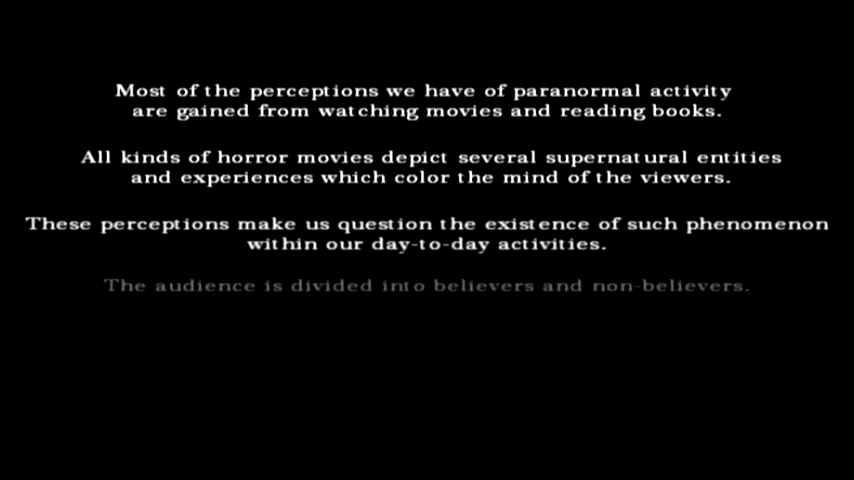 Most of the perceptions we have of paranormal activity
are gained from watching movies and reading books.
All kinds of horror movies depict several supernatural entities
and experiences which color the mind of the viewers.
These perceptions make us question the existence of such phenomenon
within our day-to-day activities.
The audience is divided into believers and non-believers.